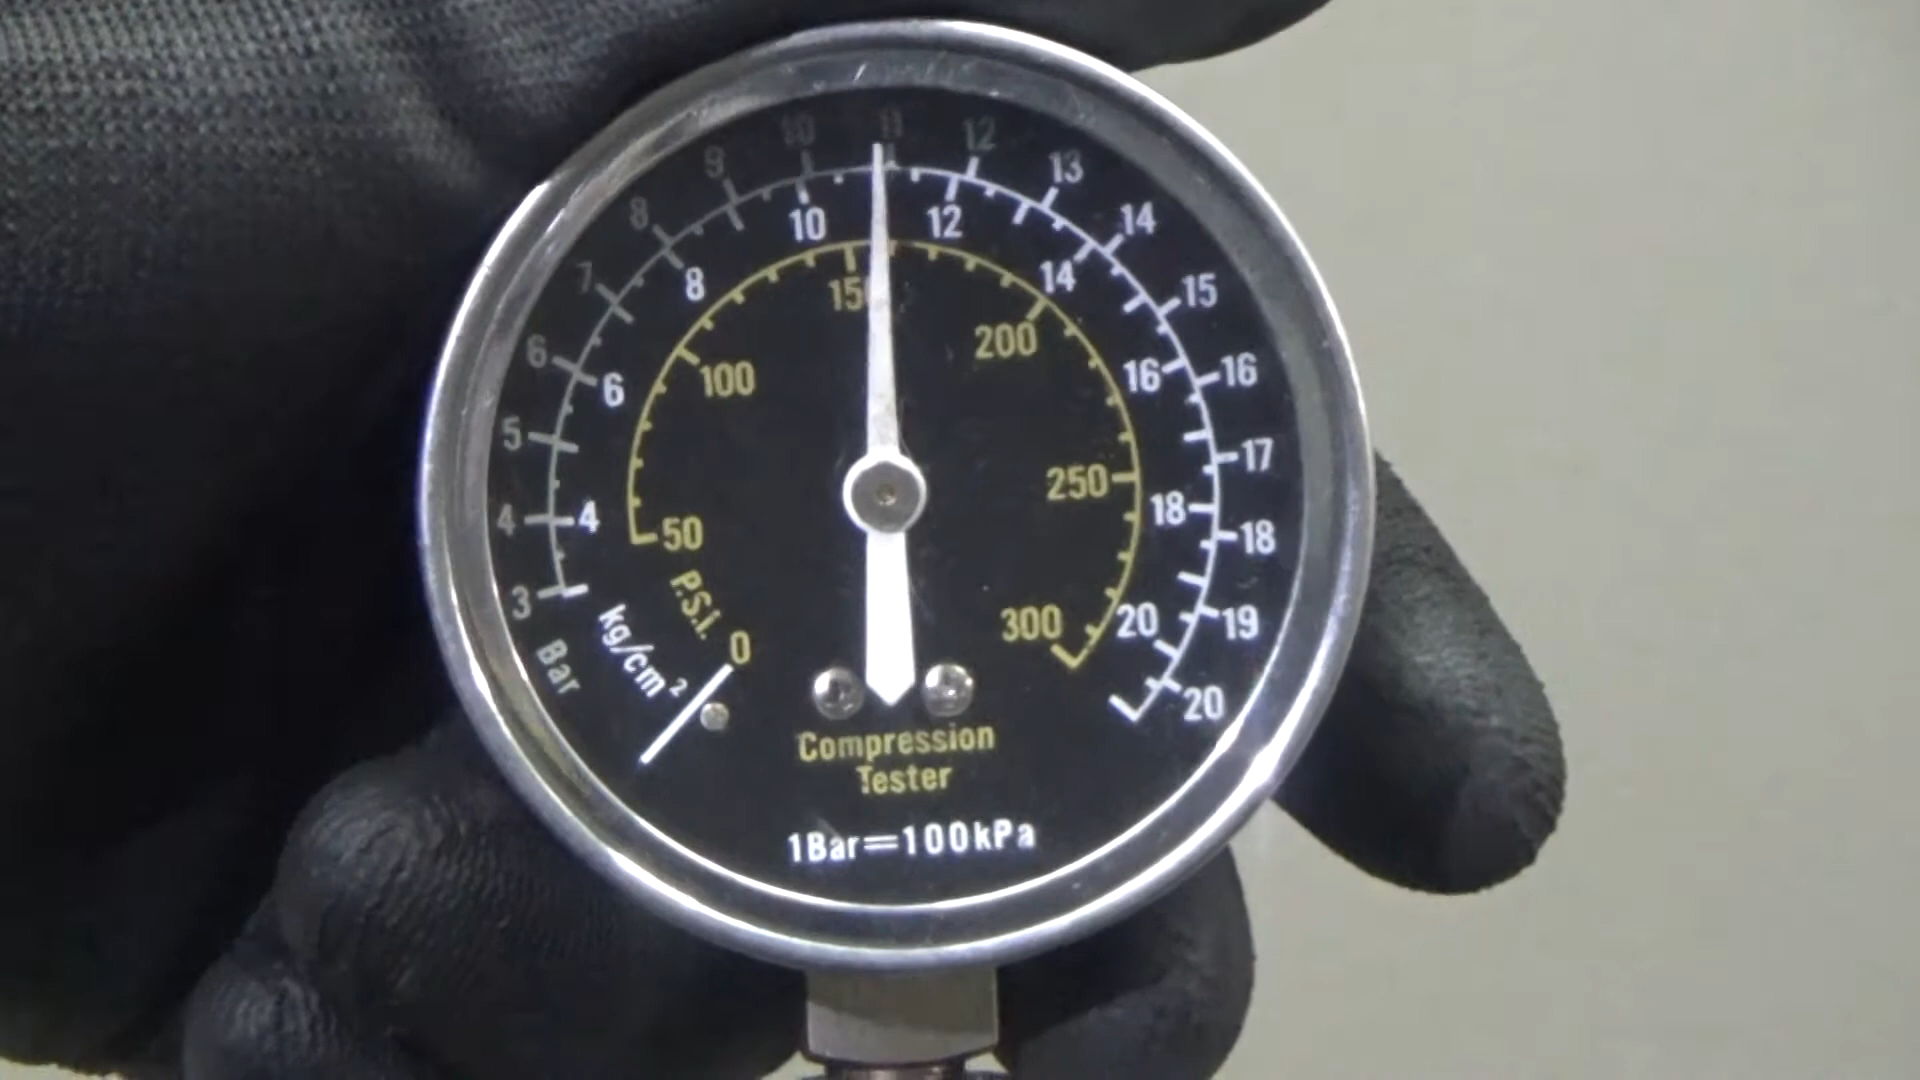 10 11 12
9 13
8 14
7 15
6 16
5 17
4 18
3 19
20
Bar
10 12
8 14
6 16
4 18
20
kg/cm²
150
100 200
50 250
0 300
P.S.I.
Compression
Tester
1Bar=100kPa